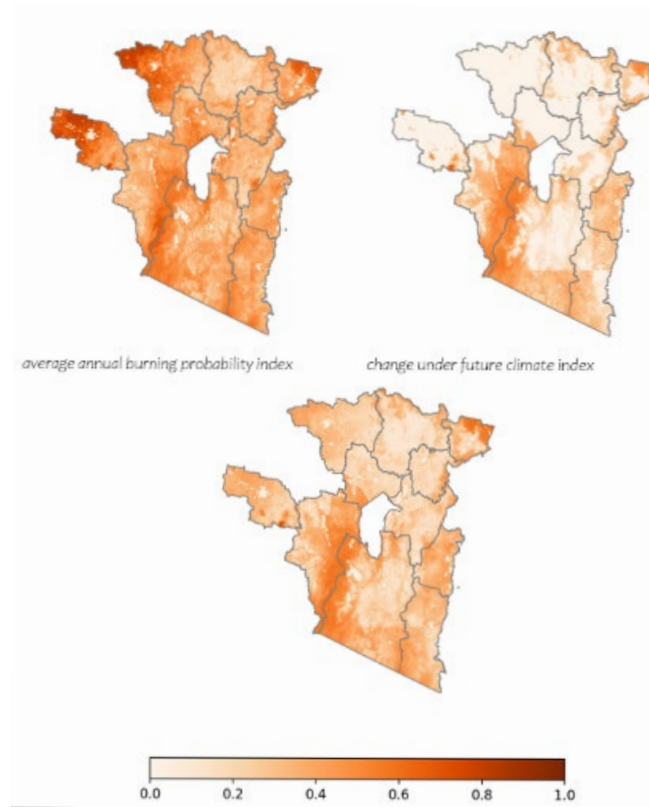 average annual burning probability index
change under future climate index
0.0 0.2 0.4 0.6 0.8 1.0